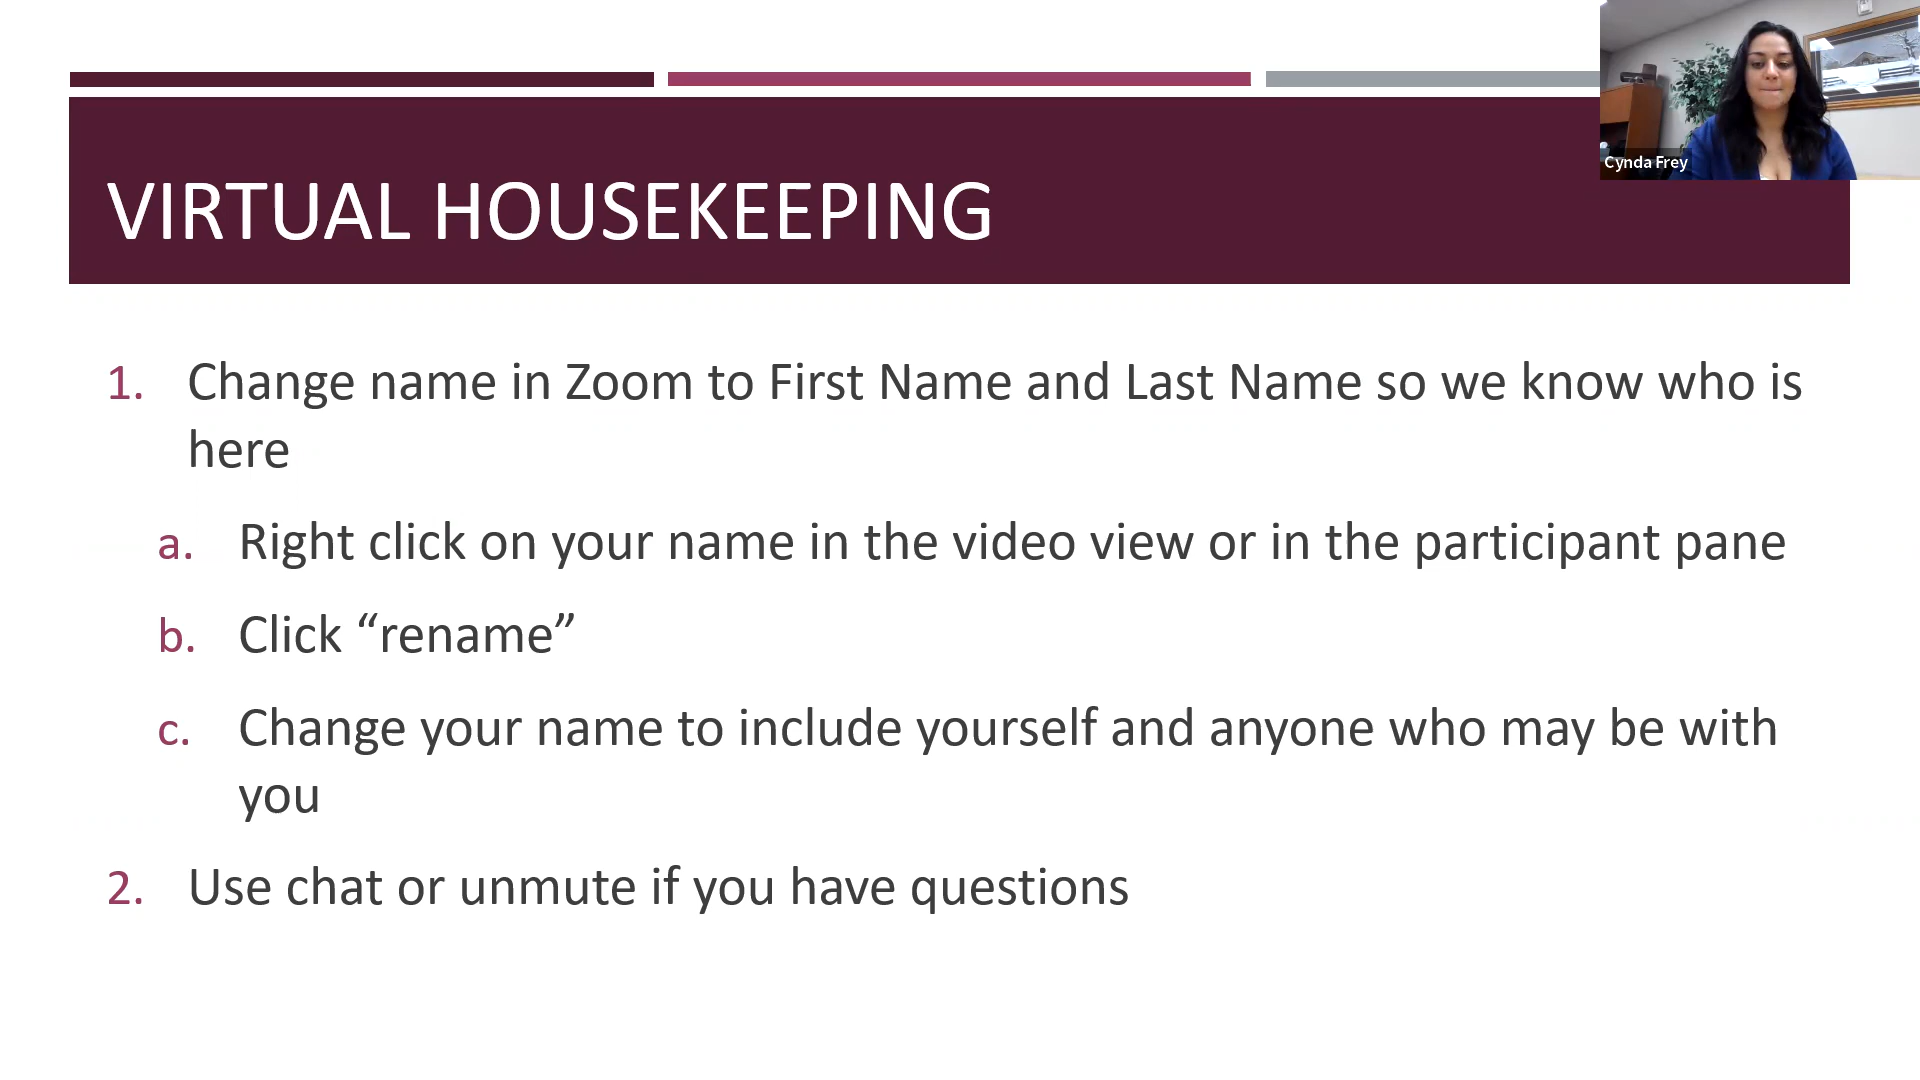 Cynda Frey
VIRTUAL HOUSEKEEPING
1. Change name in Zoom to First Name and Last Name so we know who is
here
a. Right click on your name in the video view or in the participant pane
b. Click “rename”
c. Change your name to include yourself and anyone who may be with
you
2. Use chat or unmute if you have questions